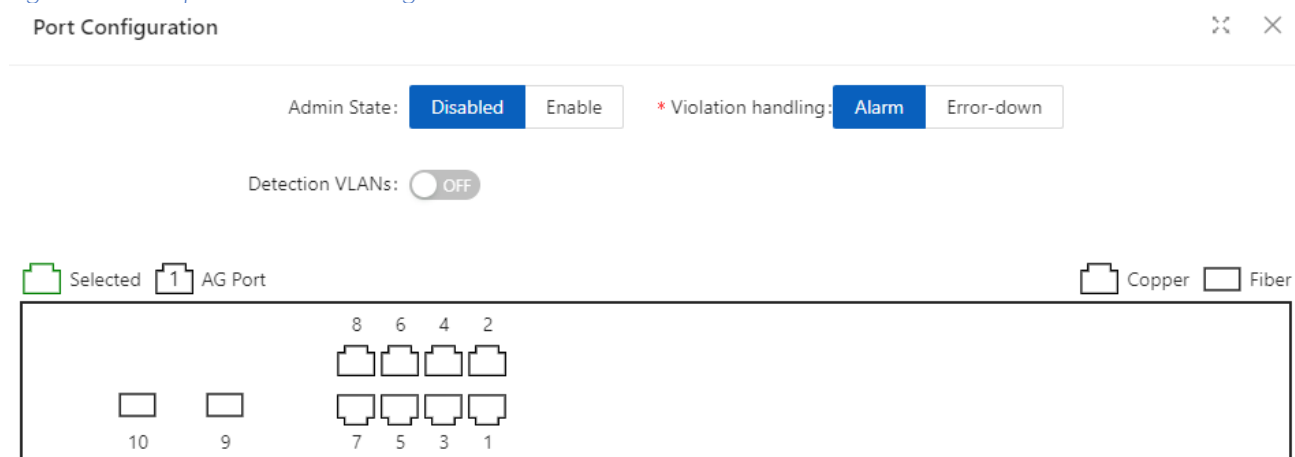 Port Configuration
Admin State: Disabled Enable * Violation handling: Alarm Error-down
Detection VLANs: OFF
Selected 1 AG Port Copper Fiber
8 6 4 2
10 9 7 5 3 1